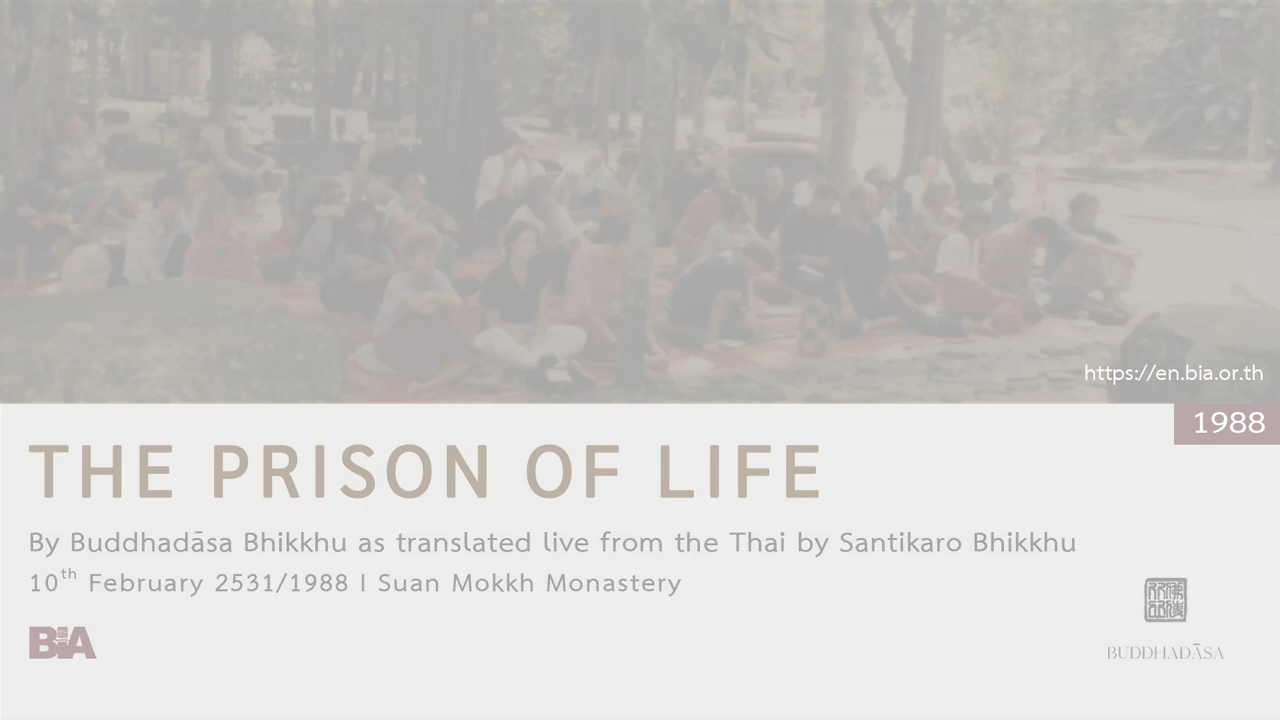 https://en.bia.or.th
1988
THE PRISON OF LIFE
By Buddhadāsa Bhikkhu as translated live from the Thai by Santikaro Bhikkhu
10th February 2531/1988 | Suan Mokkh Monastery
BIA
BUDDHADĀSA